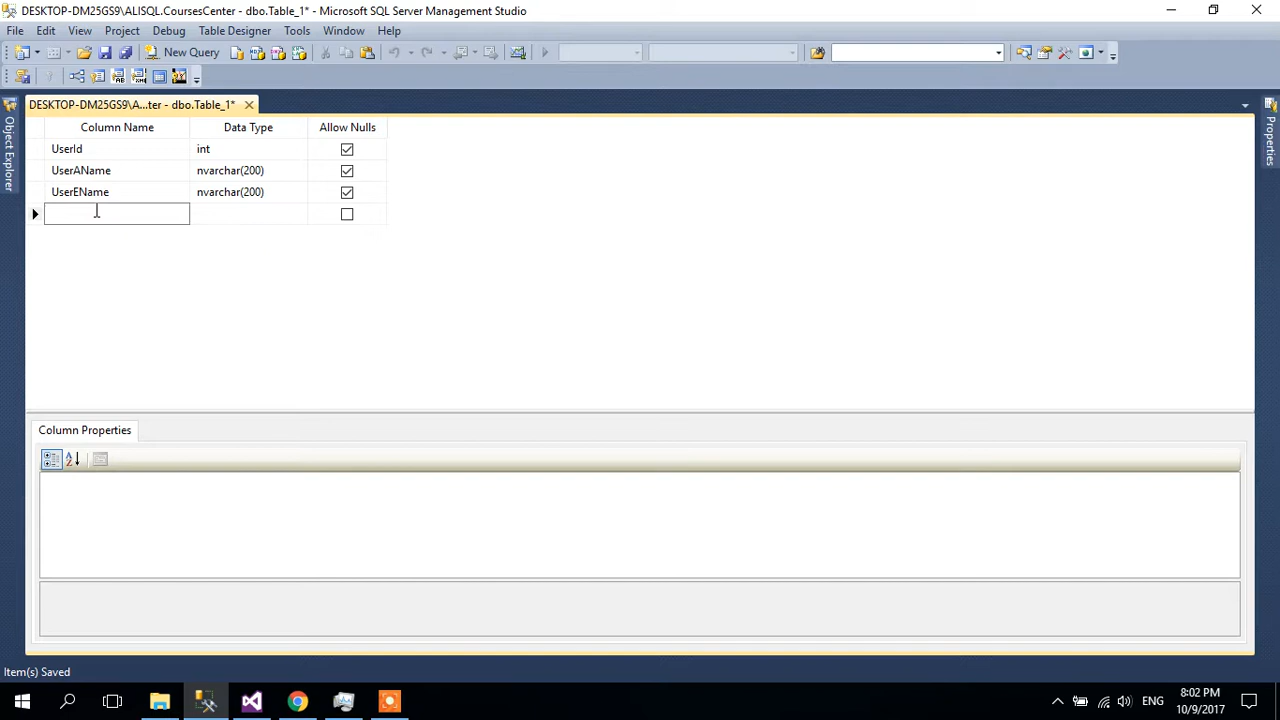 DESKTOP-DM25GS9\ALISQL.CoursesCenter - dbo.Table_1* - Microsoft SQL Server Management Studio
File Edit View Project Debug Table Designer Tools Window Help
New Query
DESKTOP-DM25GS9\A...ter - dbo.Table_1*
Object Explorer
Properties
Column Name Data Type Allow Nulls
UserId int
UserAName nvarchar(200)
UserEName nvarchar(200)
Column Properties
Item(s) Saved
ENG
8:02 PM
10/9/2017